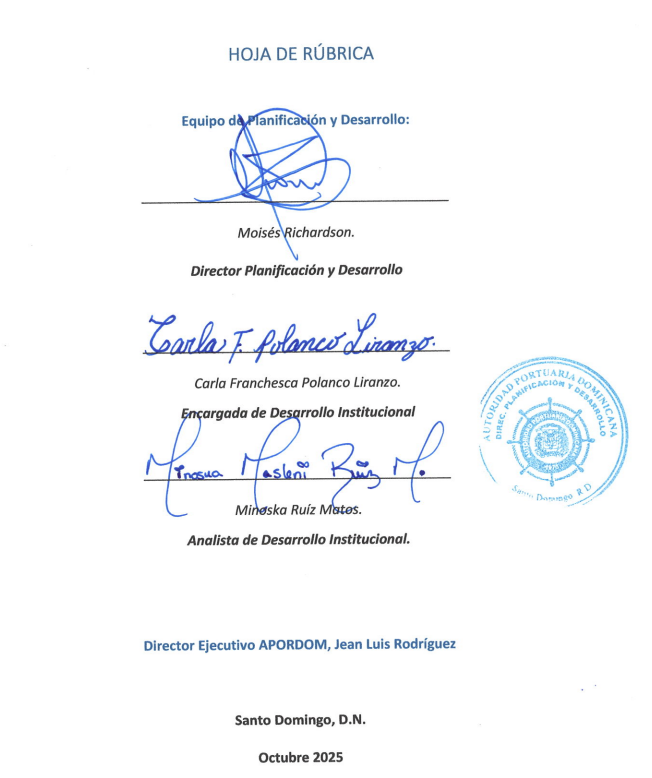 HOJA DE RÚBRICA
Equipo de Planificación y Desarrollo:
Moisés Richardson.
Director Planificación y Desarrollo
Carla F. Polanco Liranzo.
Carla Franchesca Polanco Liranzo.
Encargada de Desarrollo Institucional
Ruíz M.
Minoska Ruíz Matos.
Analista de Desarrollo Institucional.
AUTORIDAD PORTUARIA DOMINICANA
DIREC. PLANIFICACIÓN Y DESARROLLO
Santo Domingo R.D
Director Ejecutivo APORDOM, Jean Luis Rodríguez
Santo Domingo, D.N.
Octubre 2025